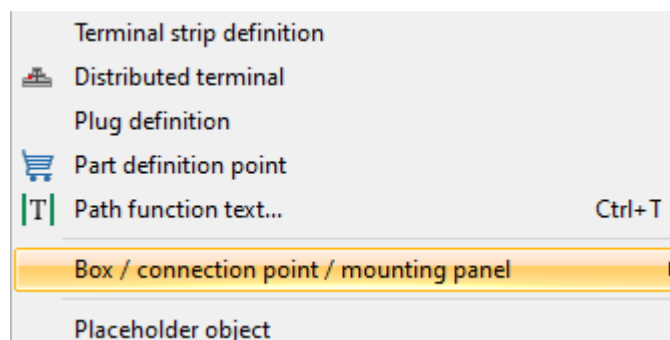 Terminal strip definition
Distributed terminal
Plug definition
Part definition point
T Path function text... Ctrl+T
Box / connection point / mounting panel
Placeholder object